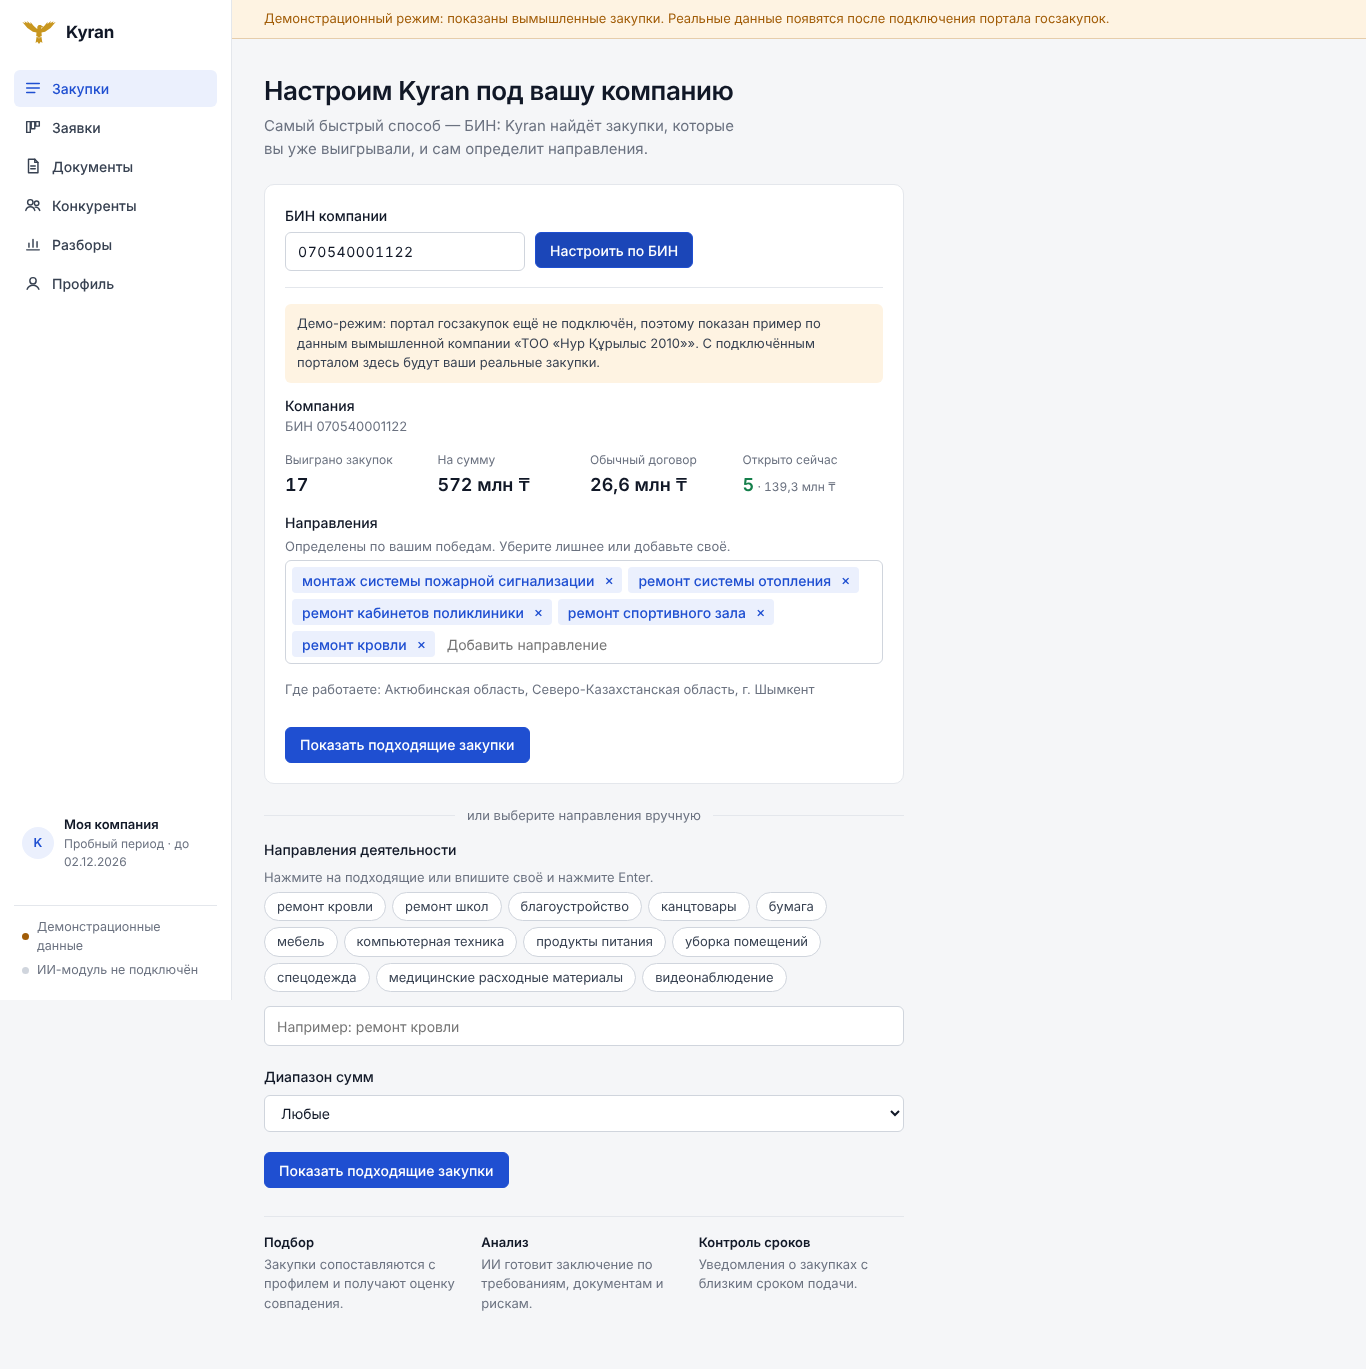 Kyran
Закупки
Заявки
Документы
Конкуренты
Разборы
Профиль
Моя компания
K
Пробный период · до
02.12.2026
Демонстрационные
данные
ИИ-модуль не подключён
Демонстрационный режим: показаны вымышленные закупки. Реальные данные появятся после подключения портала госзакупок.
Настроим Kyran под вашу компанию
Самый быстрый способ — БИН: Kyran найдёт закупки, которые
вы уже выигрывали, и сам определит направления.
БИН компании
070540001122
Настроить по БИН
Демо-режим: портал госзакупок ещё не подключён, поэтому показан пример по
данным вымышленной компании «ТОО «Нур Құрылыс 2010»». С подключённым
порталом здесь будут ваши реальные закупки.
Компания
БИН 070540001122
Выиграно закупок
17
На сумму
572 млн ₸
Обычный договор
26,6 млн ₸
Открыто сейчас
5 · 139,3 млн ₸
Направления
Определены по вашим победам. Уберите лишнее или добавьте своё.
монтаж системы пожарной сигнализации × ремонт системы отопления ×
ремонт кабинетов поликлиники × ремонт спортивного зала ×
ремонт кровли × Добавить направление
Где работаете: Актюбинская область, Северо-Казахстанская область, г. Шымкент
Показать подходящие закупки
или выберите направления вручную
Направления деятельности
Нажмите на подходящие или впишите своё и нажмите Enter.
ремонт кровли ремонт школ благоустройство канцтовары бумага
мебель компьютерная техника продукты питания уборка помещений
спецодежда медицинские расходные материалы видеонаблюдение
Например: ремонт кровли
Диапазон сумм
Любые
Показать подходящие закупки
Подбор
Закупки сопоставляются с
профилем и получают оценку
совпадения.
Анализ
ИИ готовит заключение по
требованиям, документам и
рискам.
Контроль сроков
Уведомления о закупках с
близким сроком подачи.